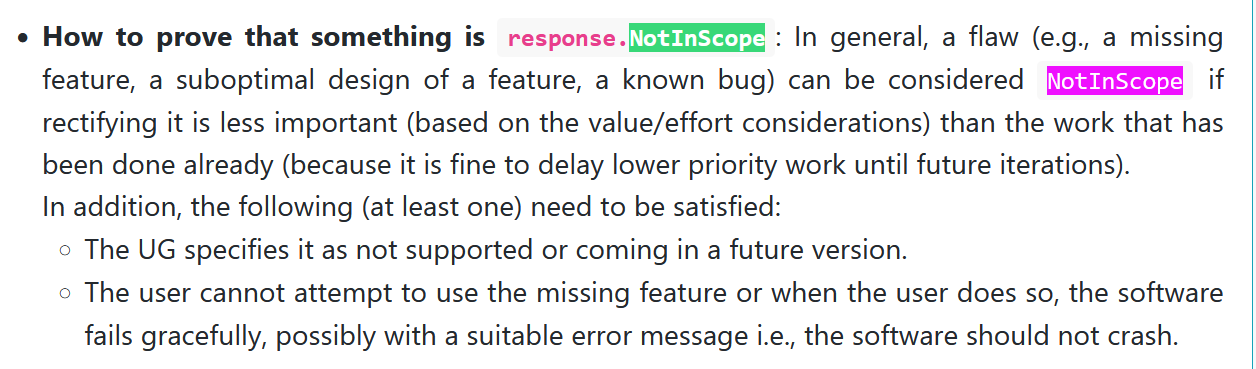 • How to prove that something is response.NotInScope: In general, a flaw (e.g., a missing
feature, a suboptimal design of a feature, a known bug) can be considered NotInScope if
rectifying it is less important (based on the value/effort considerations) than the work that has
been done already (because it is fine to delay lower priority work until future iterations).
In addition, the following (at least one) need to be satisfied:
○ The UG specifies it as not supported or coming in a future version.
○ The user cannot attempt to use the missing feature or when the user does so, the software
fails gracefully, possibly with a suitable error message i.e., the software should not crash.